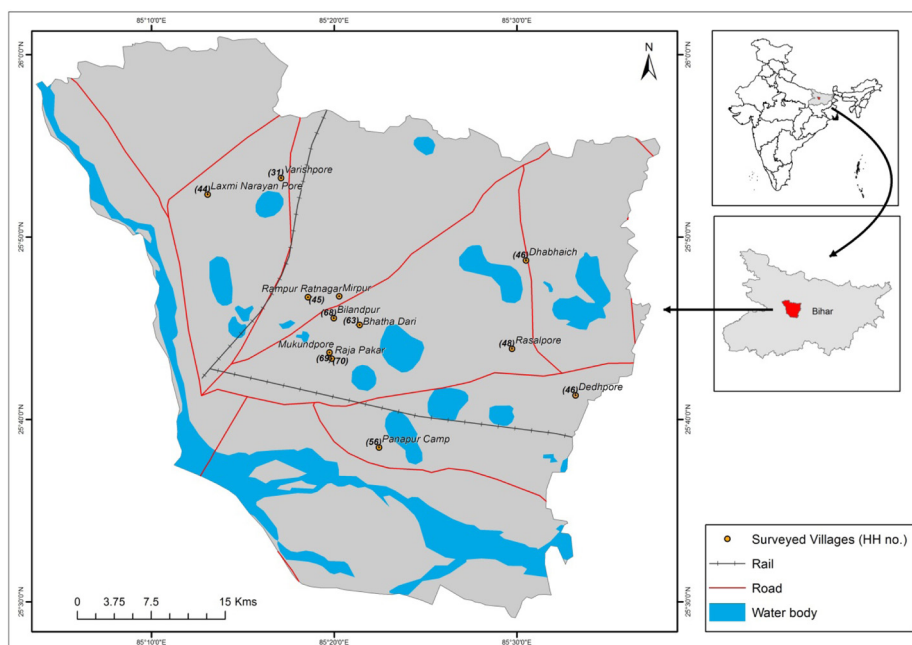 85°10'0"E 85°20'0"E 85°30'0"E
26°0'0"N
25°50'0"N
25°40'0"N
25°30'0"N
N
(31) Varishpore
(44) Laxmi Narayan Pore
(46) Dhabhaich
Rampur Ratnagar Mirpur
(45)
(68) Bilandpur
(63) Bhatha Dari
(48) Rasalpore
Mukundpore Raja Pakar
(69) (70)
(46) Dedhpore
(56) Panapur Camp
0 3.75 7.5 15 Kms
85°10'0"E 85°20'0"E 85°30'0"E
26°0'0"N
25°50'0"N
25°40'0"N
25°30'0"N
Bihar
Surveyed Villages (HH no.)
Rail
Road
Water body